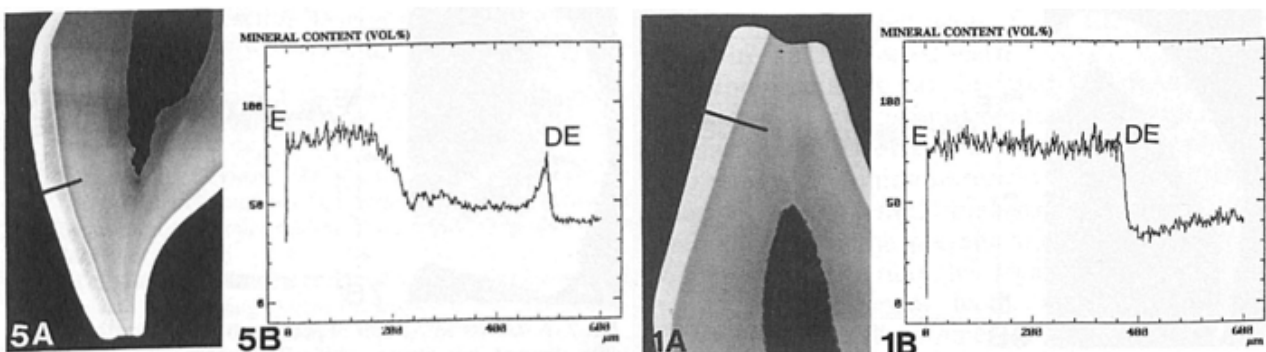 MINERAL CONTENT (VOL%)
100
50
0
E
DE
0
200
400
600
µm
5A
5B
MINERAL CONTENT (VOL%)
100
50
0
E
DE
0
200
400
600
µm
1A
1B